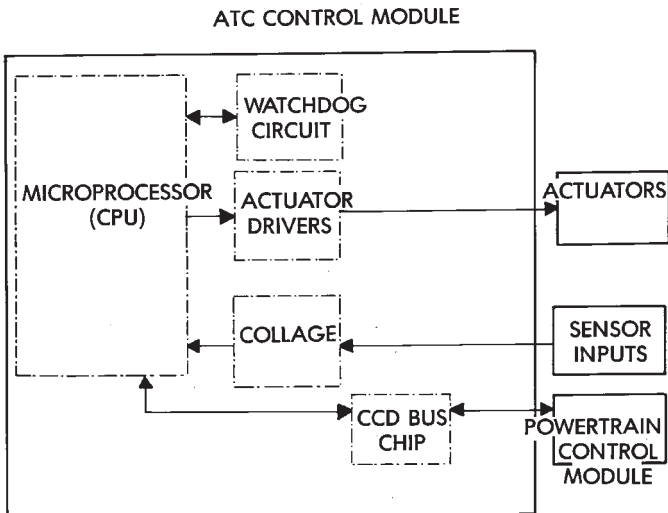 ATC CONTROL MODULE
WATCHDOG
CIRCUIT
MICROPROCESSOR
(CPU)
ACTUATOR
DRIVERS
ACTUATORS
COLLAGE
SENSOR
INPUTS
CCD BUS
CHIP
POWERTRAIN
CONTROL
MODULE